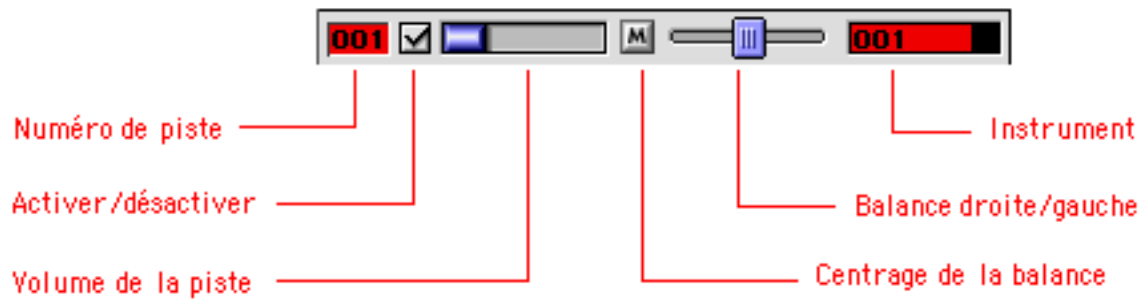 001 M 001
Numéro de piste Instrument
Activer/désactiver Balance droite/gauche
Volume de la piste Centrage de la balance